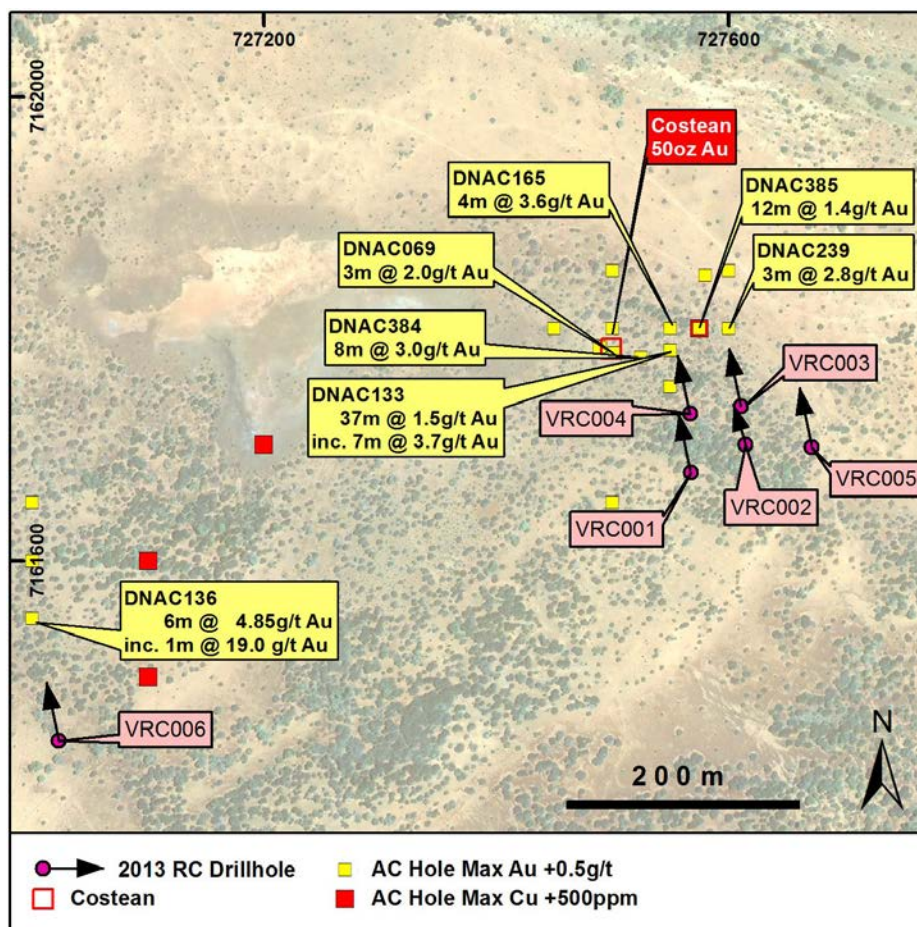 727200
727600
7162000
Costean
50oz Au
DNAC165
4m @ 3.6g/t Au
DNAC385
12m @ 1.4g/t Au
DNAC069
3m @ 2.0g/t Au
DNAC239
3m @ 2.8g/t Au
DNAC384
8m @ 3.0g/t Au
DNAC133
37m @ 1.5g/t Au
inc. 7m @ 3.7g/t Au
VRC004
VRC003
VRC001
VRC002
VRC005
7161600
DNAC136
6m @ 4.85g/t Au
inc. 1m @ 19.0 g/t Au
VRC006
N
200 m
2013 RC Drillhole
AC Hole Max Au +0.5g/t
Costean
AC Hole Max Cu +500ppm